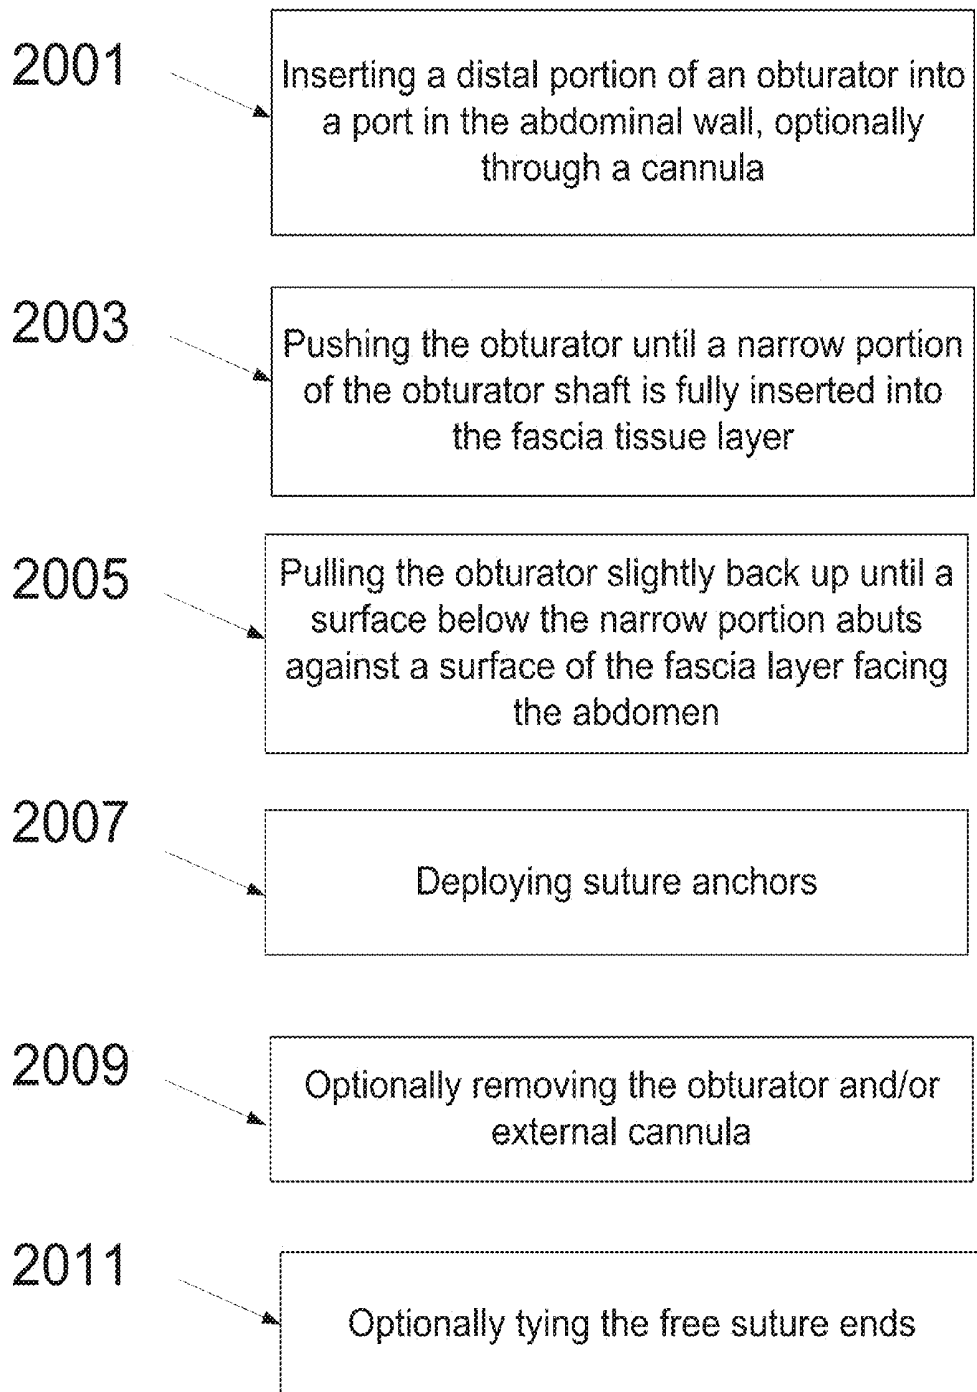 2001
Inserting a distal portion of an obturator into
a port in the abdominal wall, optionally
through a cannula
2003
Pushing the obturator until a narrow portion
of the obturator shaft is fully inserted into
the fascia tissue layer
2005
Pulling the obturator slightly back up until a
surface below the narrow portion abuts
against a surface of the fascia layer facing
the abdomen
2007
Deploying suture anchors
2009
Optionally removing the obturator and/or
external cannula
2011
Optionally tying the free suture ends